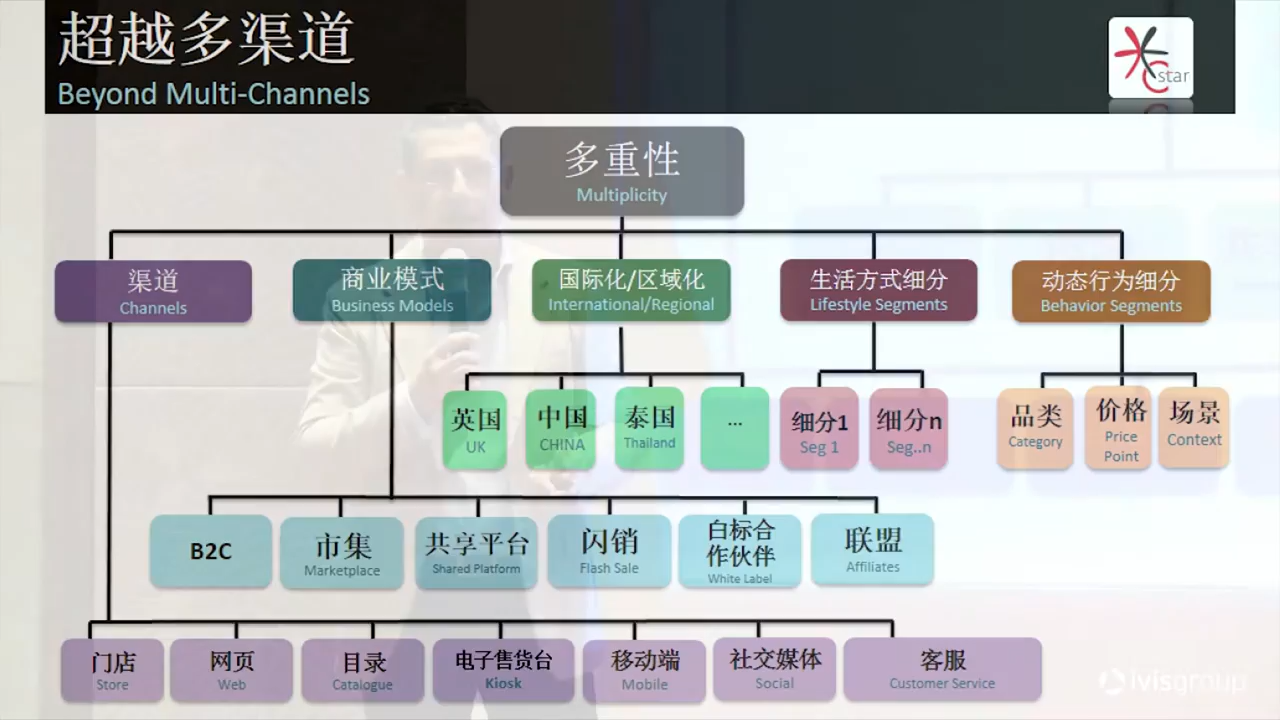 超越多渠道
Beyond Multi-Channels
C
star
多重性
Multiplicity
渠道
Channels
商业模式
Business Models
国际化/区域化
International/Regional
生活方式细分
Lifestyle Segments
动态行为细分
Behavior Segments
英国
UK
中国
CHINA
泰国
Thailand
...
细分1
Seg 1
细分n
Seg..n
品类
Category
价格
Price
Point
场景
Context
B2C
市集
Marketplace
共享平台
Shared Platform
闪销
Flash Sale
白标合
作伙伴
White Label
联盟
Affiliates
门店
Store
网页
Web
目录
Catalogue
电子售货台
Kiosk
移动端
Mobile
社交媒体
Social
客服
Customer Service
ivisgroup